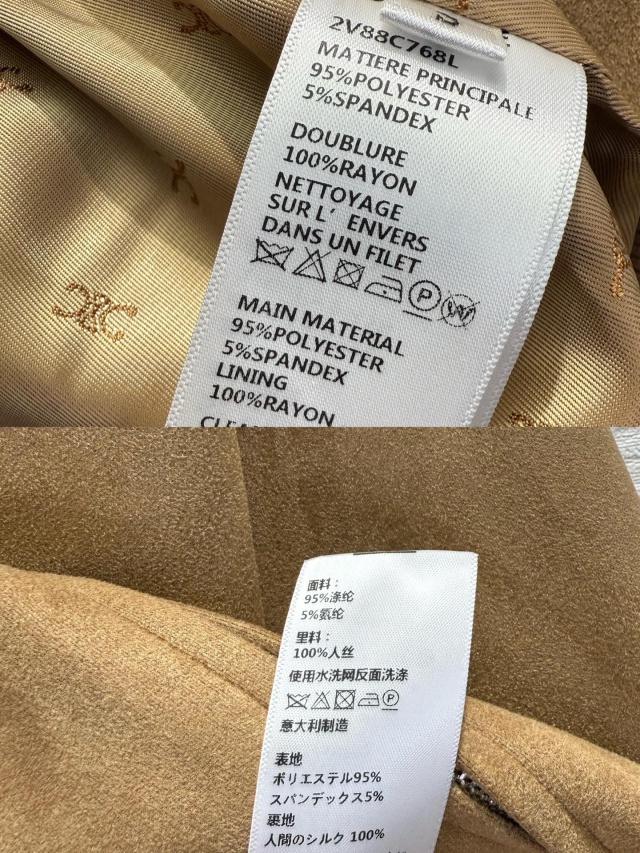 2V88C768L
MATIERE PRINCIPALE
95%POLYESTER
5%SPANDEX
DOUBLURE
100%RAYON
NETTOYAGE
SUR L' ENVERS
DANS UN FILET
P W
MAIN MATERIAL
95%POLYESTER
5%SPANDEX
LINING
100%RAYON
面料：
95%涤纶
5%氨纶
里料：
100%人丝
使用水洗网反面洗涤
P
意大利制造
表地
ポリエステル95%
スパンデックス5%
裏地
人間のシルク 100%